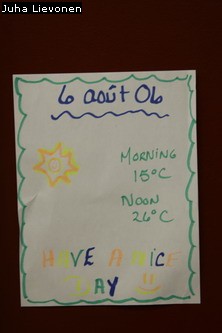 Juha Lievonen
6 août 06
MORNING
15°C
NOON
26°C
HAVE A NICE
DAY